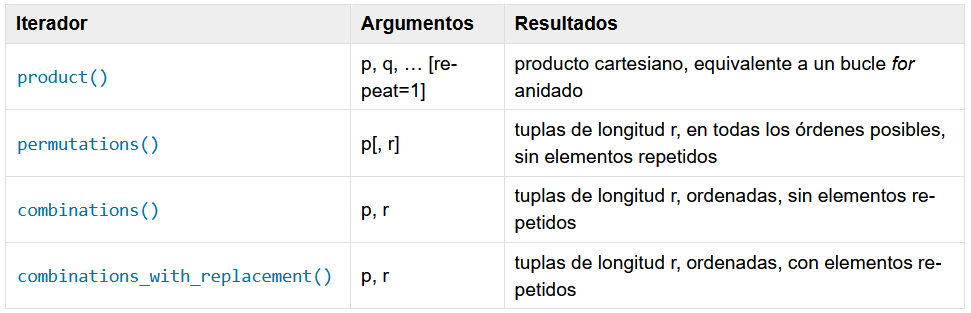 Iterador Argumentos Resultados
product() p, q, … [re-
peat=1] producto cartesiano, equivalente a un bucle for
anidado
permutations() p[, r] tuplas de longitud r, en todas los órdenes posibles,
sin elementos repetidos
combinations() p, r tuplas de longitud r, ordenadas, sin elementos re-
petidos
combinations_with_replacement() p, r tuplas de longitud r, ordenadas, con elementos re-
petidos